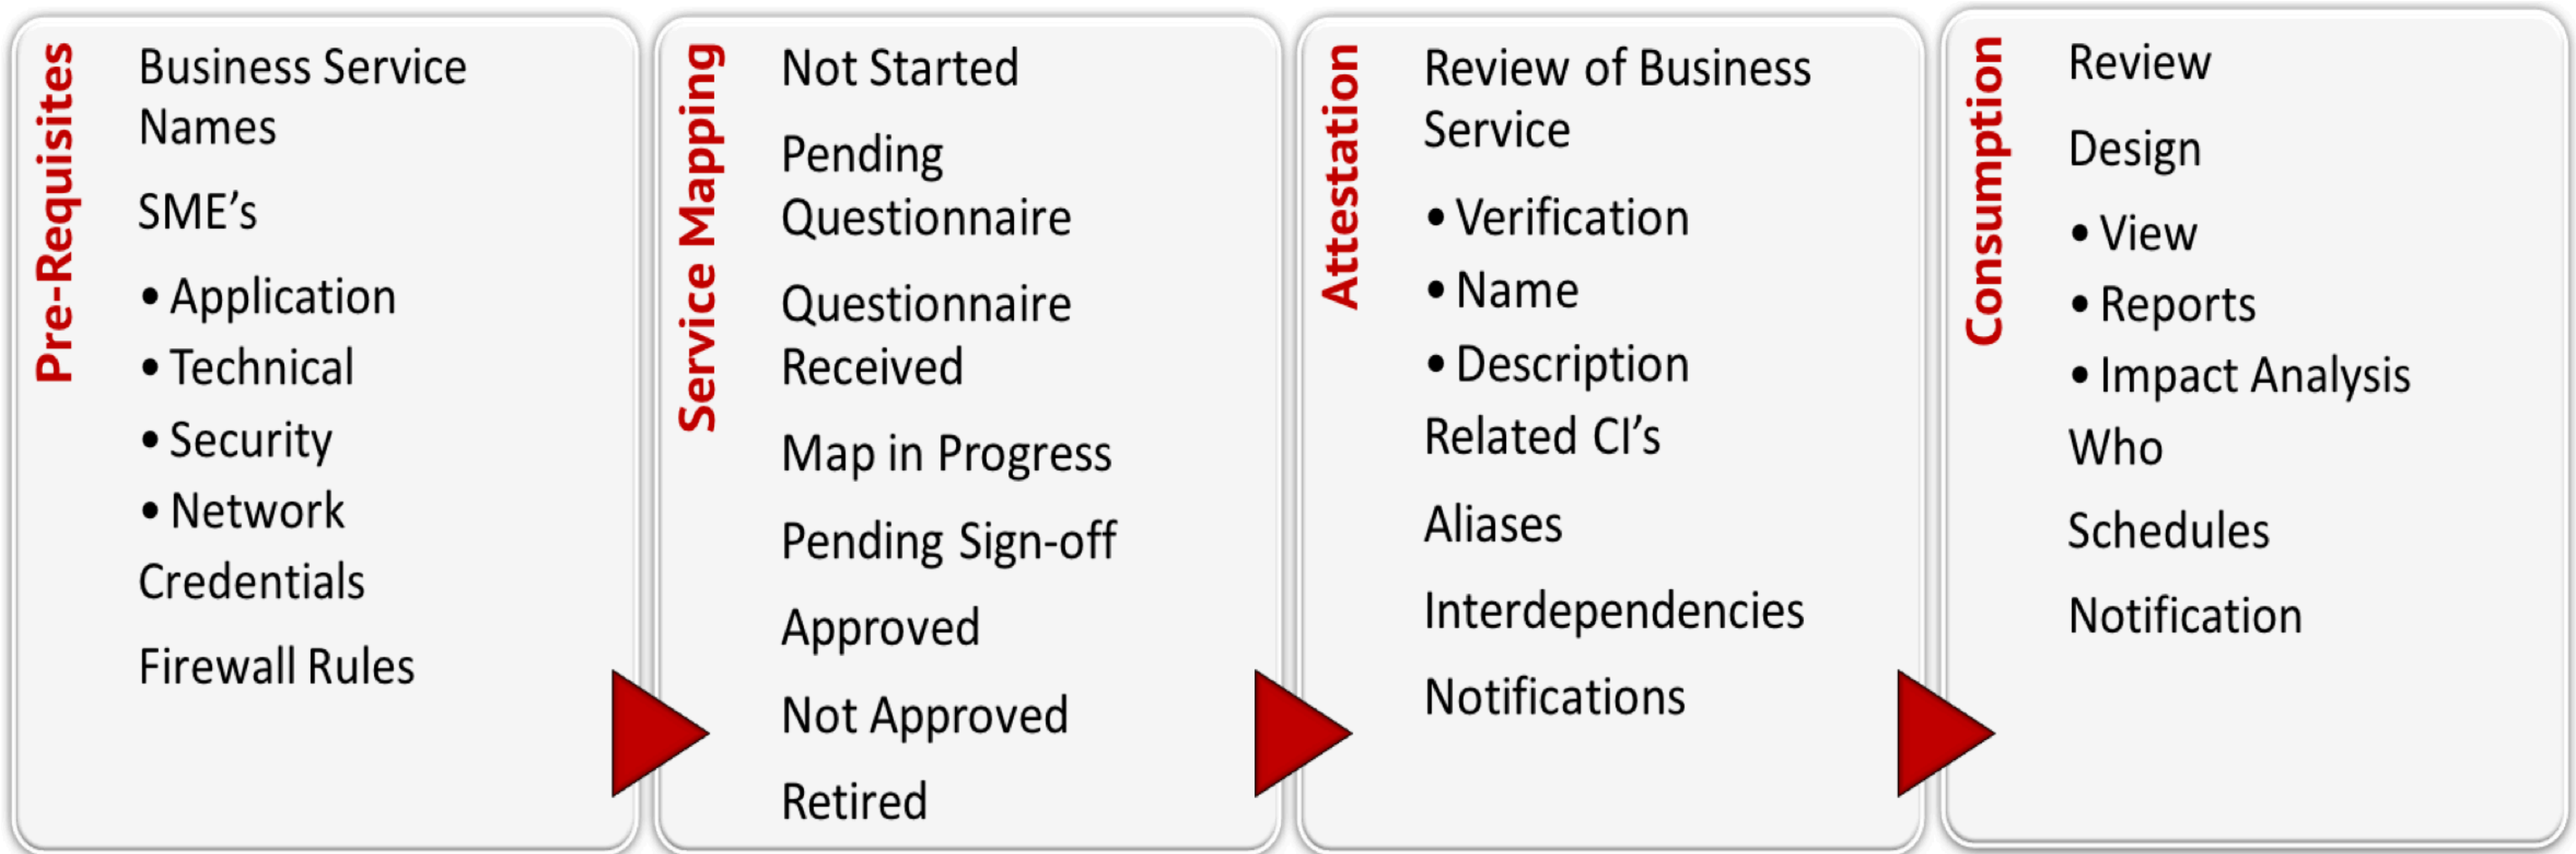 Pre-Requisites
Business Service
Names
SME’s
• Application
• Technical
• Security
• Network
Credentials
Firewall Rules
Service Mapping
Not Started
Pending
Questionnaire
Questionnaire
Received
Map in Progress
Pending Sign-off
Approved
Not Approved
Retired
Attestation
Review of Business
Service
• Verification
• Name
• Description
Related CI’s
Aliases
Interdependencies
Notifications
Consumption
Review
Design
• View
• Reports
• Impact Analysis
Who
Schedules
Notification